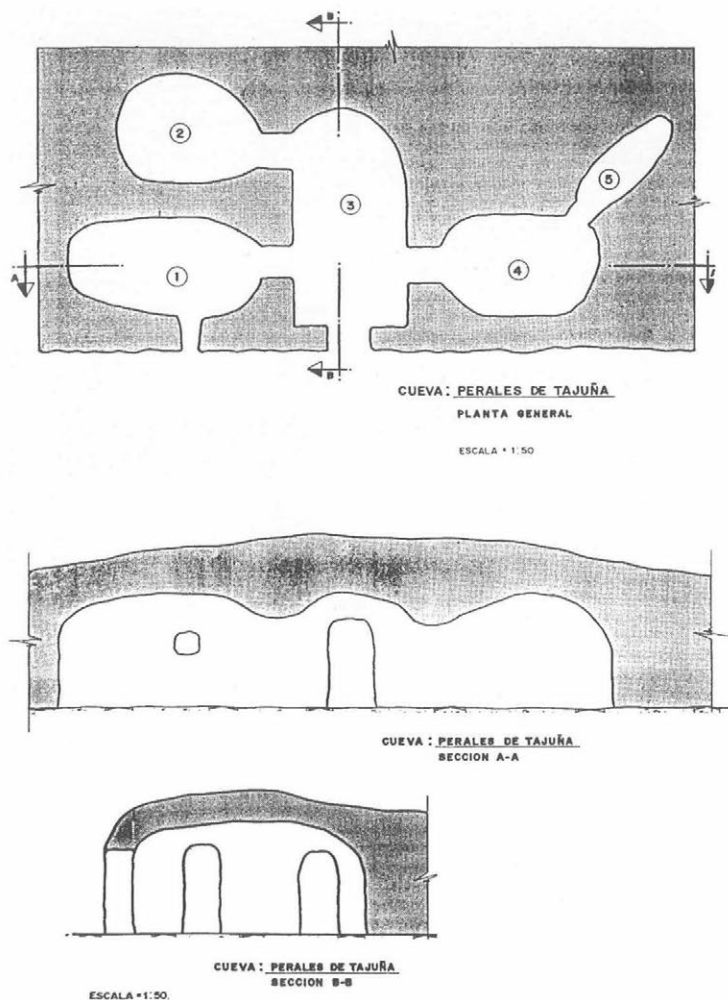 B
2
3
5
1
4
A
B
CUEVA: PERALES DE TAJUÑA
PLANTA GENERAL
ESCALA = 1:50
CUEVA: PERALES DE TAJUÑA
SECCION A-A
CUEVA: PERALES DE TAJUÑA
SECCION B-B
ESCALA = 1:50.